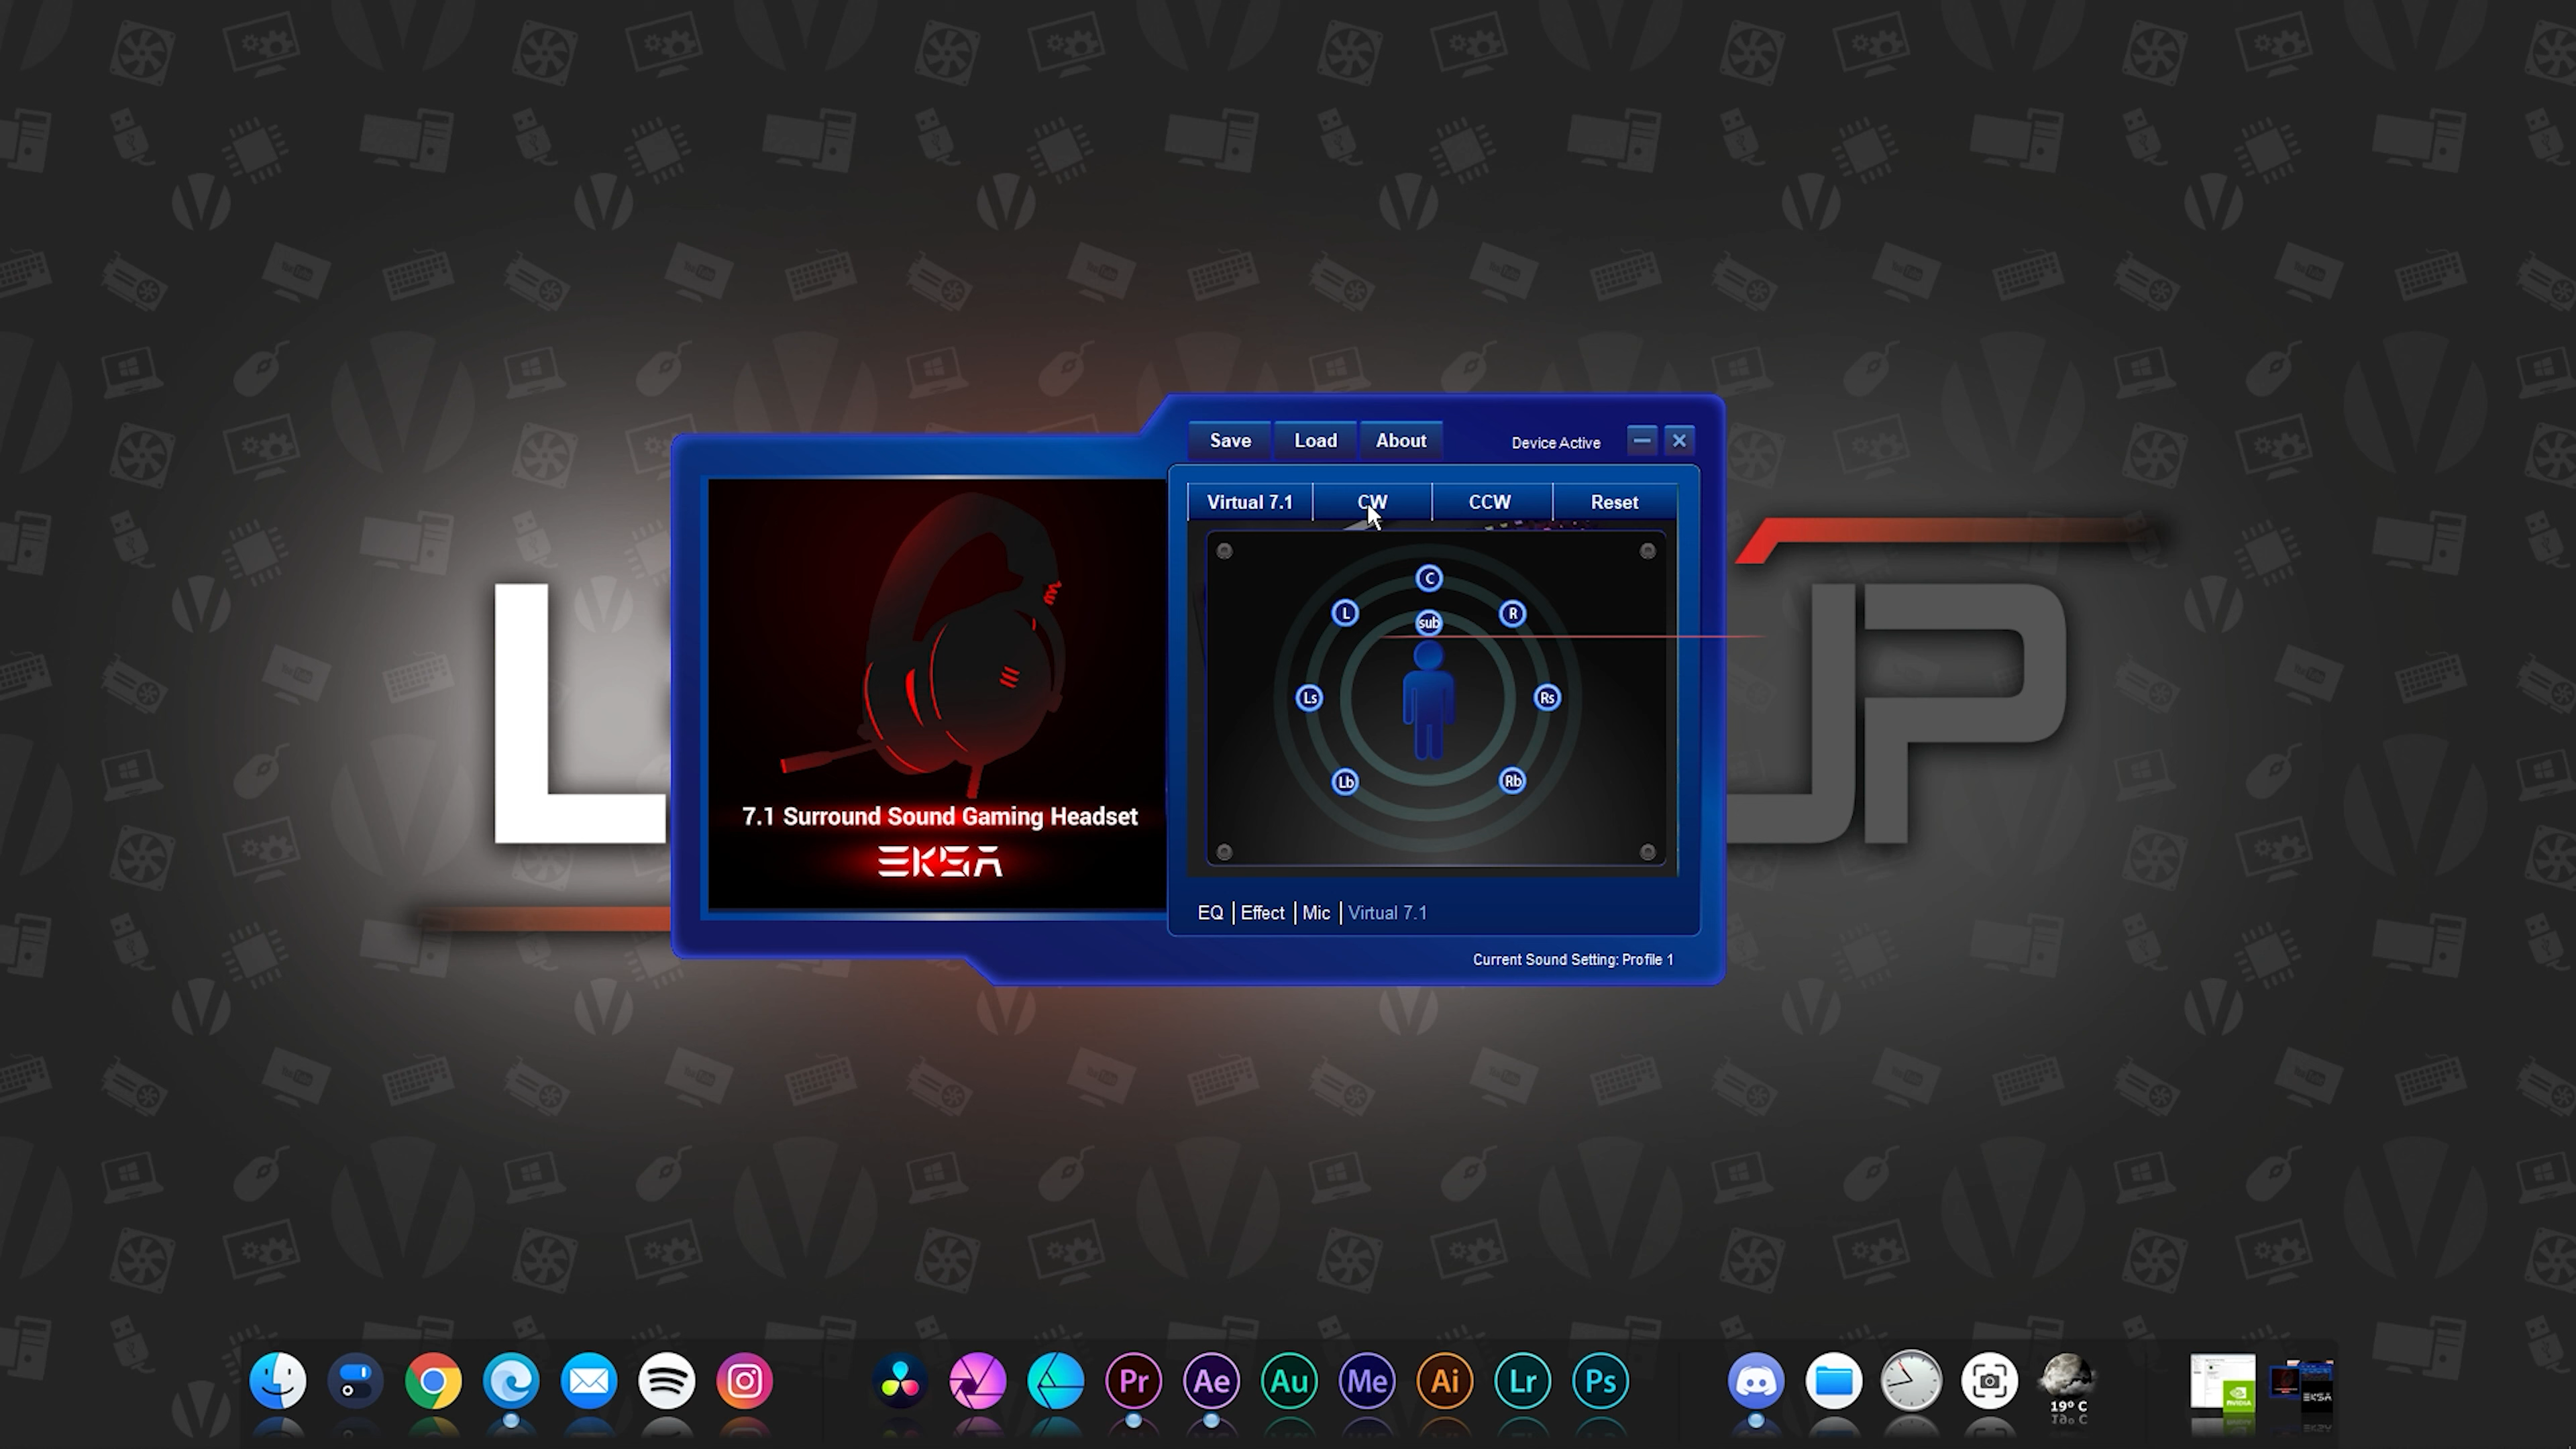 Save Load About Device Active
Virtual 7.1 CW CCW Reset
C
L R
sub
Ls Rs
Lb Rb
7.1 Surround Sound Gaming Headset
EKSA
EQ Effect Mic Virtual 7.1
Current Sound Setting: Profile 1
L UP
Pr Ae Au Me Ai Lr Ps
19º C